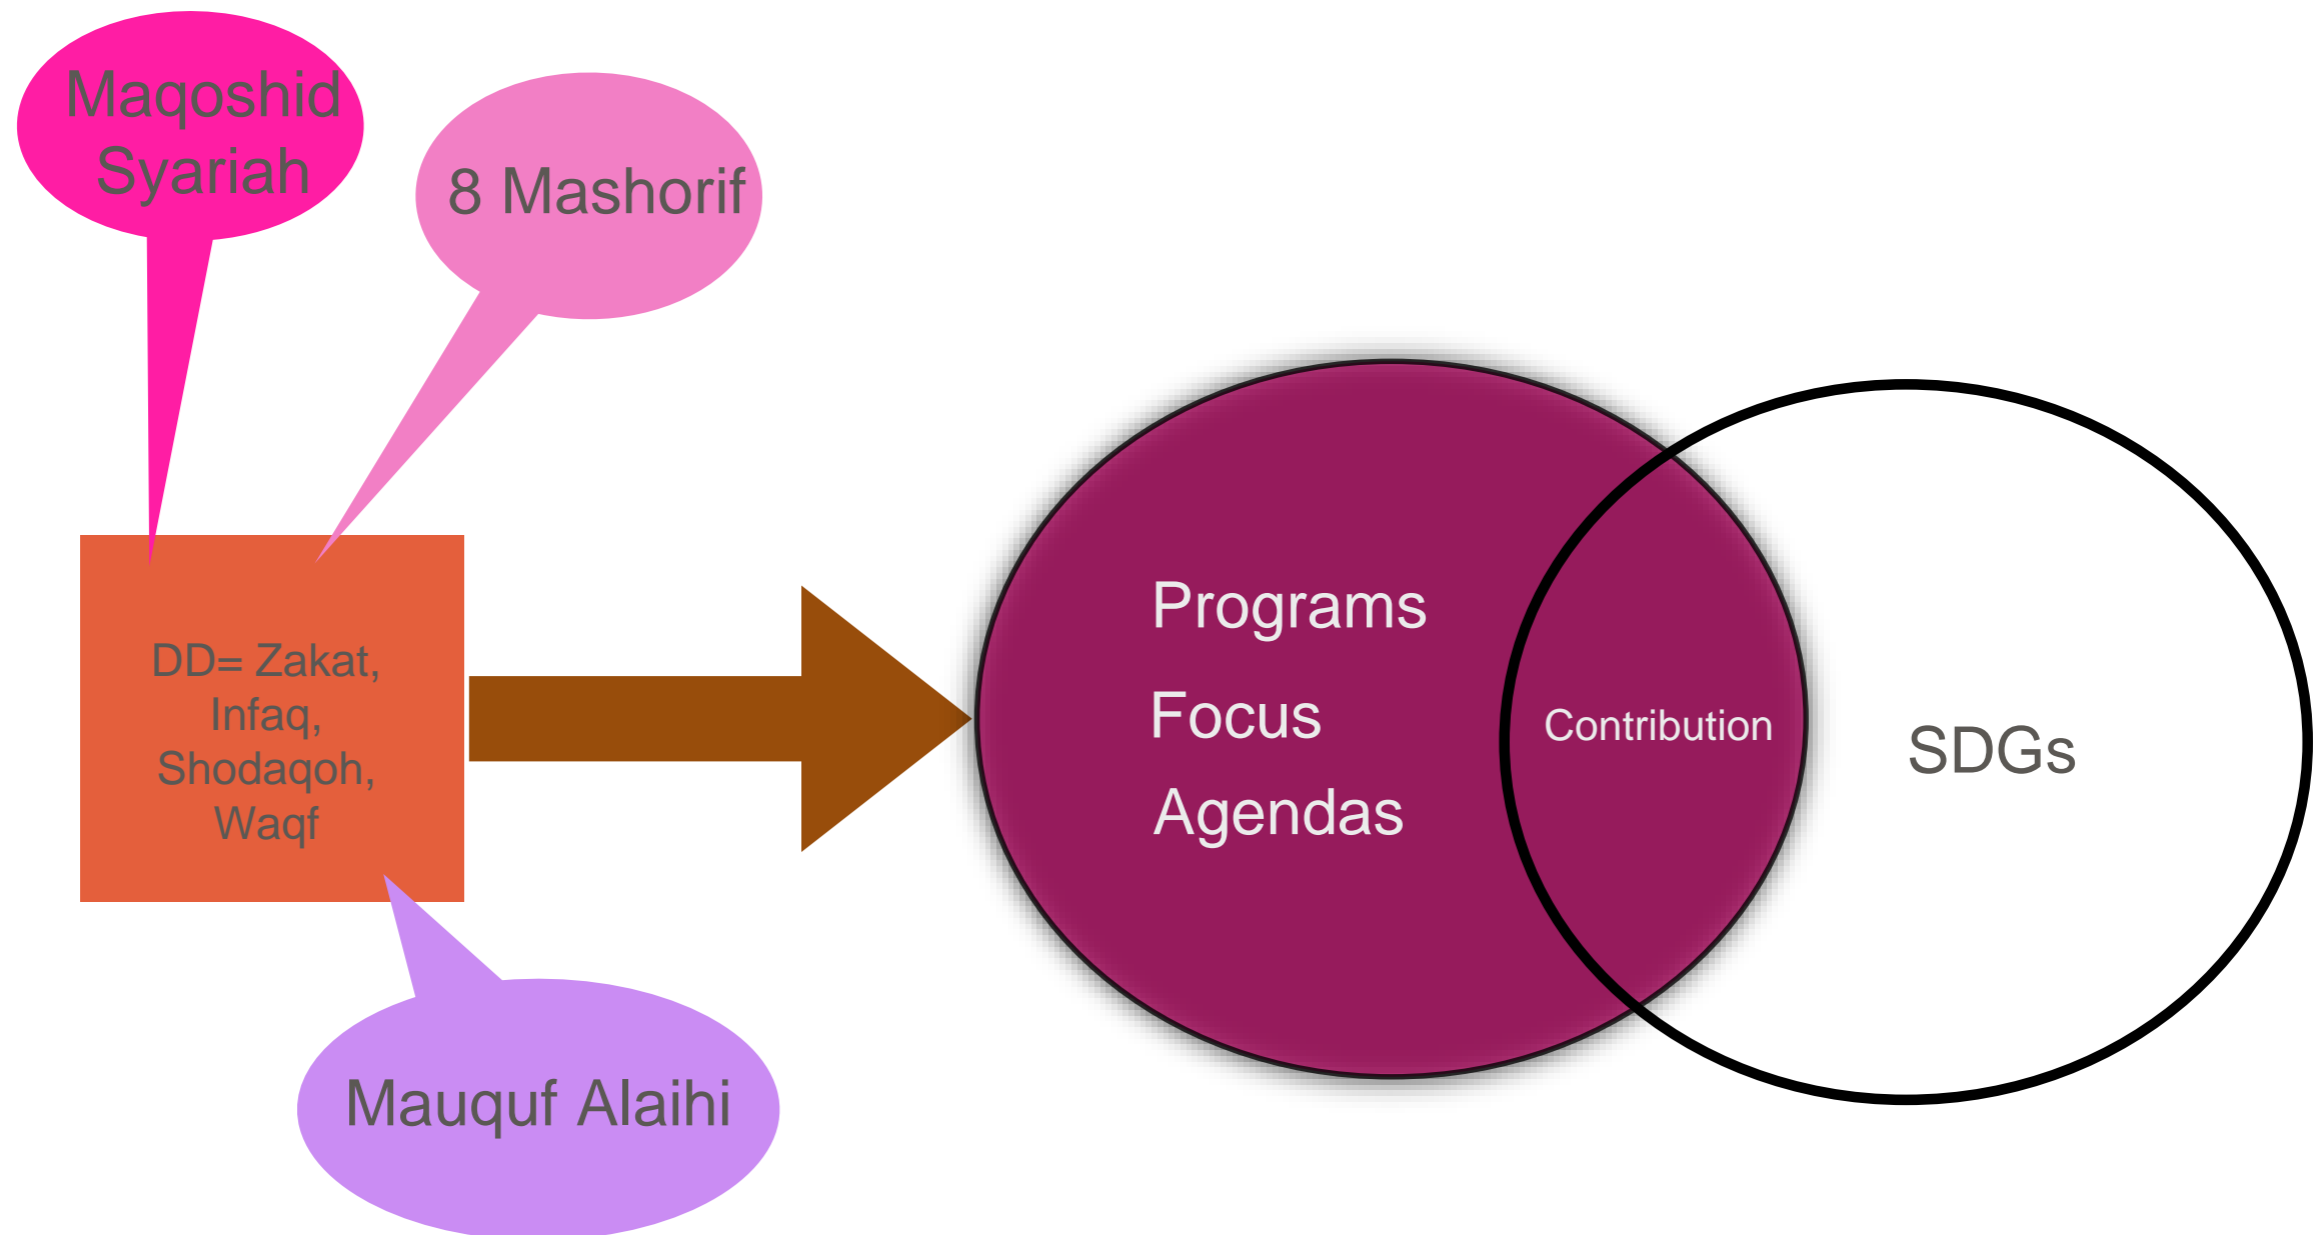 Maqoshid
Syariah
8 Mashorif
DD= Zakat,
Infaq,
Shodaqoh,
Waqf
Mauquf Alaihi
Programs
Focus
Agendas
Contribution
SDGs